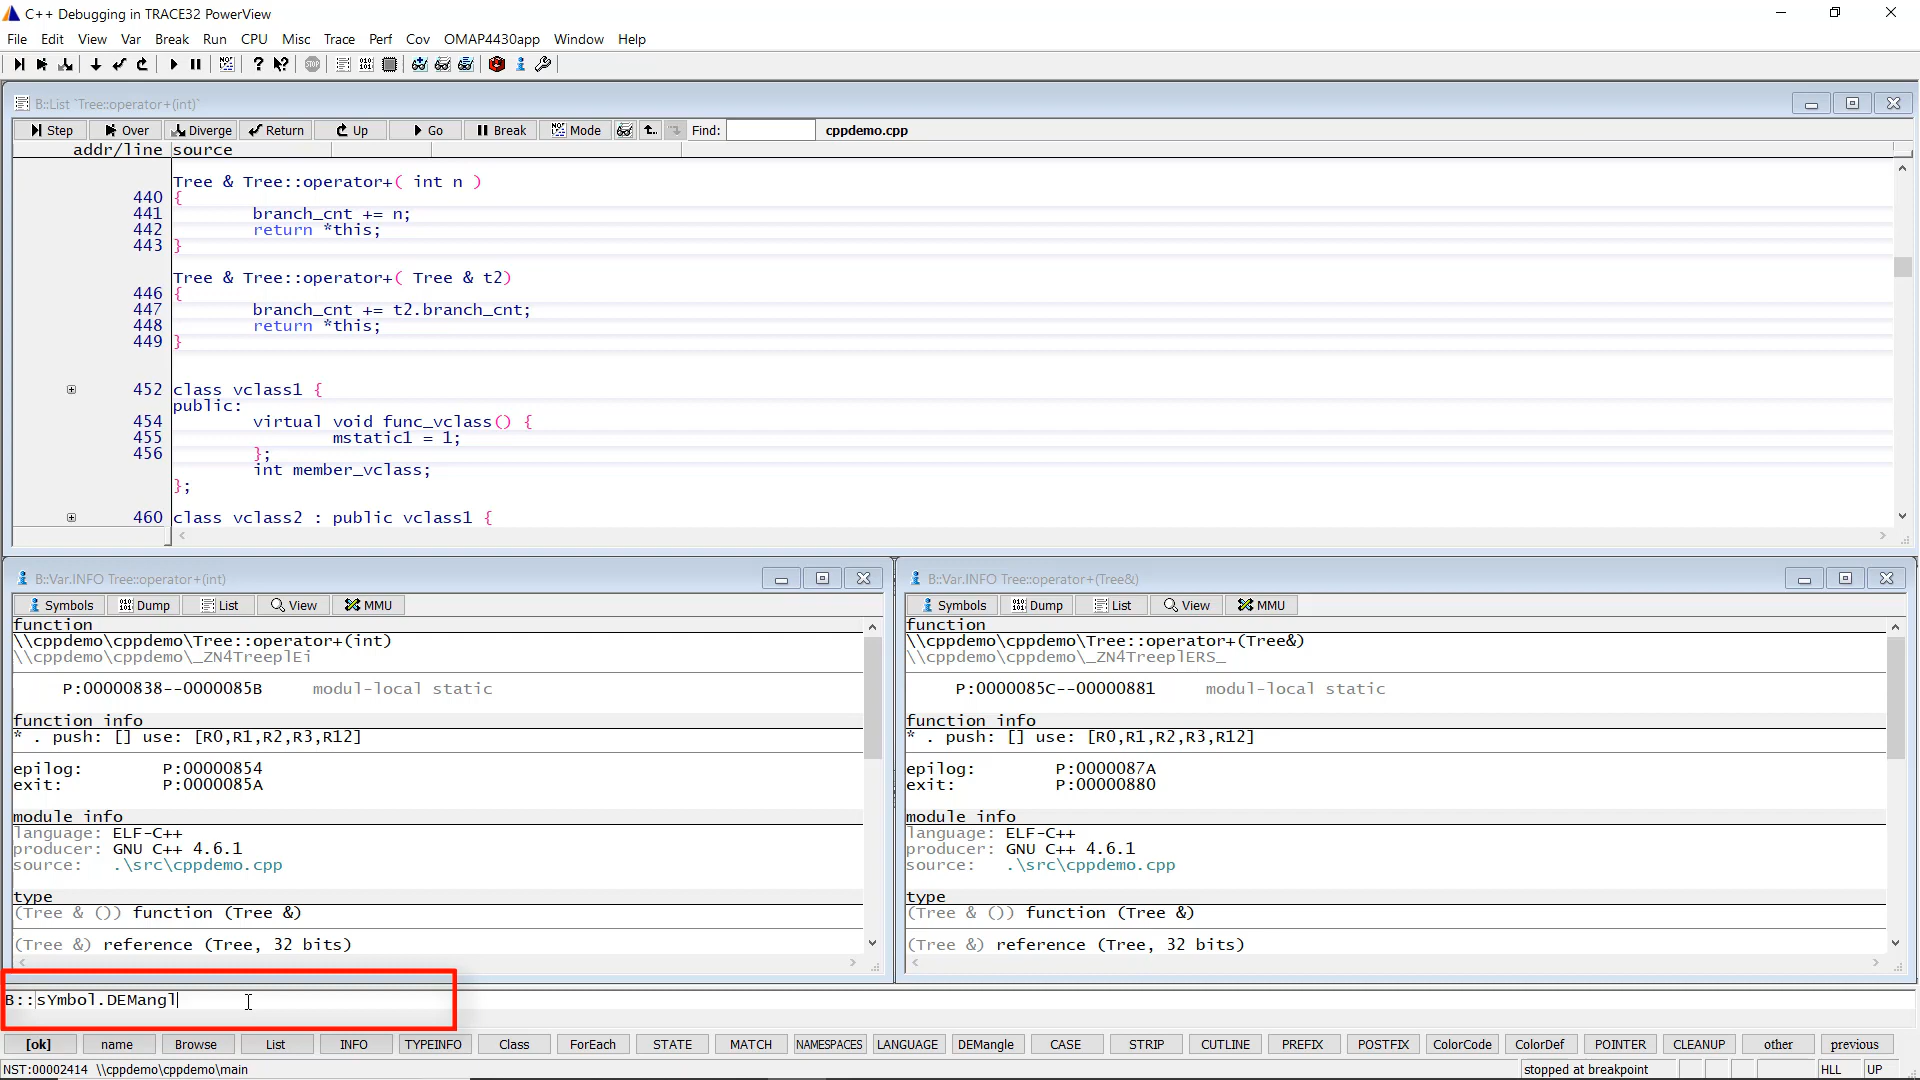 C++ Debugging in TRACE32 PowerView
File Edit View Var Break Run CPU Misc Trace Perf Cov OMAP4430app Window Help
B::List `Tree::operator+(int)`
Step Over Diverge Return Up Go Break Mode Find: cppdemo.cpp
addr/line source
Tree & Tree::operator+( int n )
440 {
441 branch_cnt += n;
442 return *this;
443 }
Tree & Tree::operator+( Tree & t2)
446 {
447 branch_cnt += t2.branch_cnt;
448 return *this;
449 }
452 class vclass1 {
public:
454 virtual void func_vclass() {
455 mstatic1 = 1;
456 };
int member_vclass;
};
460 class vclass2 : public vclass1 {
B::Var.INFO Tree::operator+(int)
Symbols Dump List View MMU
function
\\cppdemo\cppdemo\Tree::operator+(int)
\\cppdemo\cppdemo\_ZN4TreeplEi
P:00000838--0000085B modul-local static
function info
* . push: [] use: [R0,R1,R2,R3,R12]
epilog: P:00000854
exit: P:0000085A
module info
language: ELF-C++
producer: GNU C++ 4.6.1
source: .\src\cppdemo.cpp
type
(Tree & ()) function (Tree &)
(Tree &) reference (Tree, 32 bits)
B::Var.INFO Tree::operator+(Tree&)
Symbols Dump List View MMU
function
\\cppdemo\cppdemo\Tree::operator+(Tree&)
\\cppdemo\cppdemo\_ZN4TreeplERS_
P:0000085C--00000881 modul-local static
function info
* . push: [] use: [R0,R1,R2,R3,R12]
epilog: P:0000087A
exit: P:00000880
module info
language: ELF-C++
producer: GNU C++ 4.6.1
source: .\src\cppdemo.cpp
type
(Tree & ()) function (Tree &)
(Tree &) reference (Tree, 32 bits)
B::sYmbol.DEMangl
[ok] name Browse List INFO TYPEINFO Class ForEach STATE MATCH NAMESPACES LANGUAGE DEMangle CASE STRIP CUTLINE PREFIX POSTFIX ColorCode ColorDef POINTER CLEANUP other previous
NST:00002414 \\cppdemo\cppdemo\main stopped at breakpoint HLL UP